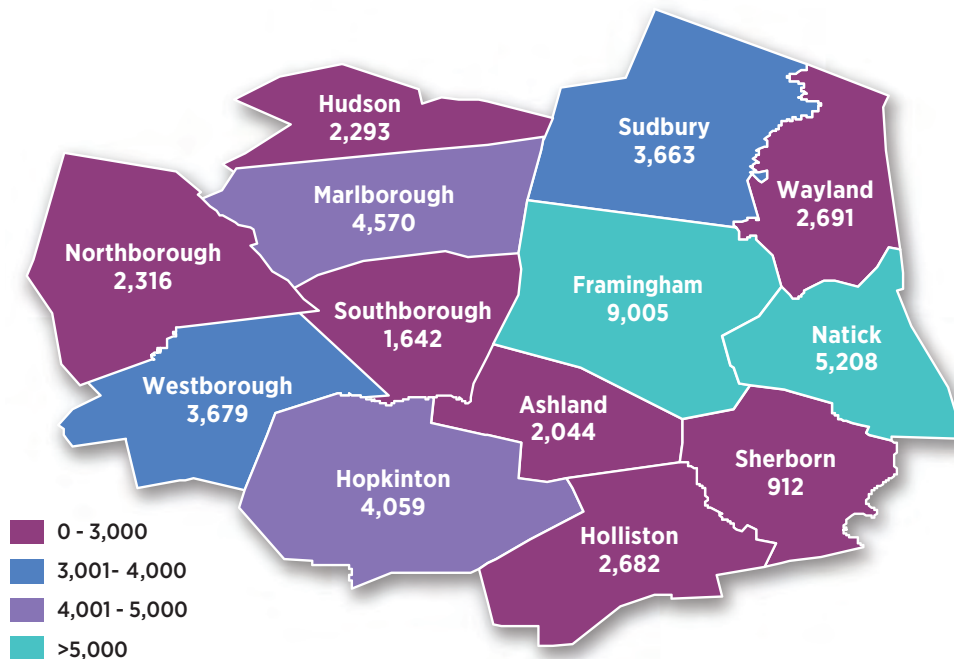 Hudson
2,293
Sudbury
3,663
Marlborough
4,570
Wayland
2,691
Northborough
2,316
Southborough
1,642
Framingham
9,005
Natick
5,208
Westborough
3,679
Ashland
2,044
Hopkinton
4,059
Sherborn
912
Holliston
2,682
0 - 3,000
3,001- 4,000
4,001 - 5,000
>5,000